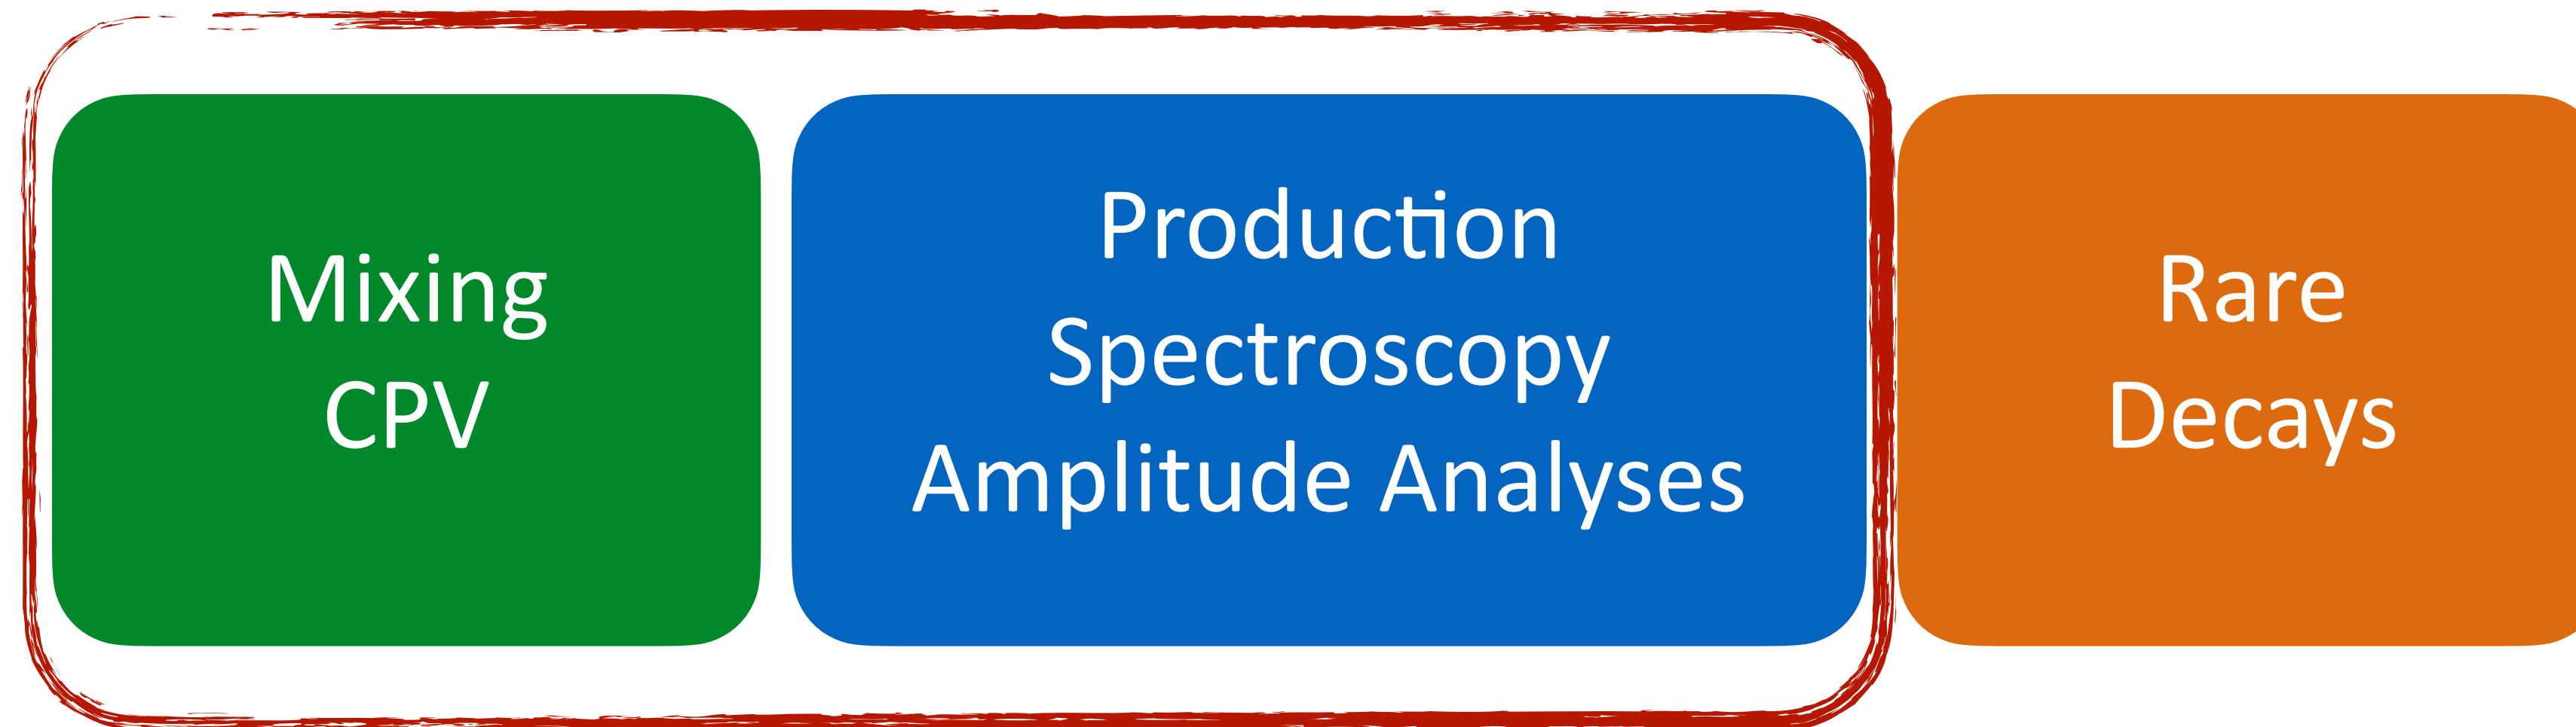 Mixing
CPV
Production
Spectroscopy
Amplitude Analyses
Rare
Decays